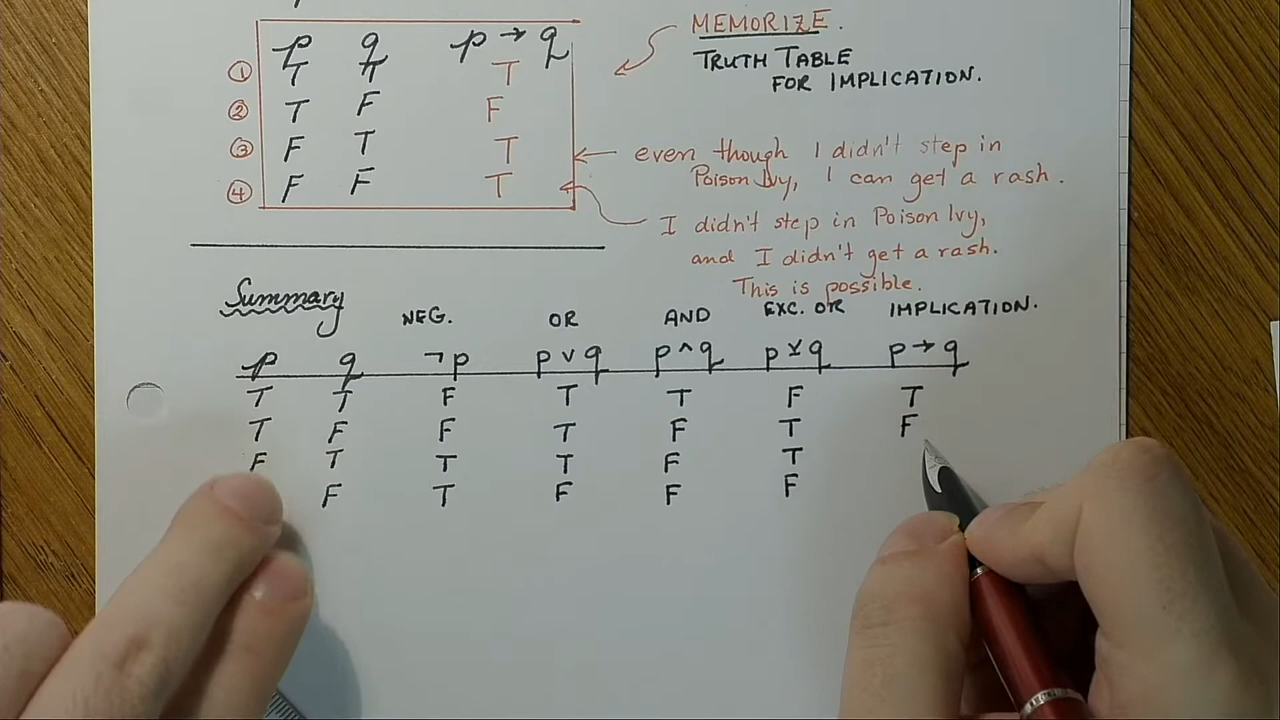 p q p → q
① T T T
② T F F
③ F T T
④ F F T
MEMORIZE.
TRUTH TABLE
FOR IMPLICATION.
even though I didn't step in
Poison Ivy, I can get a rash.
I didn't step in Poison Ivy,
and I didn't get a rash.
This is possible.
Summary
NEG. OR AND EXC. OR IMPLICATION.
p q ¬p p ∨ q p ∧ q p ⊻ q p → q
T T F T T F T
T F F T F T F
F T T T F T
F T F F F